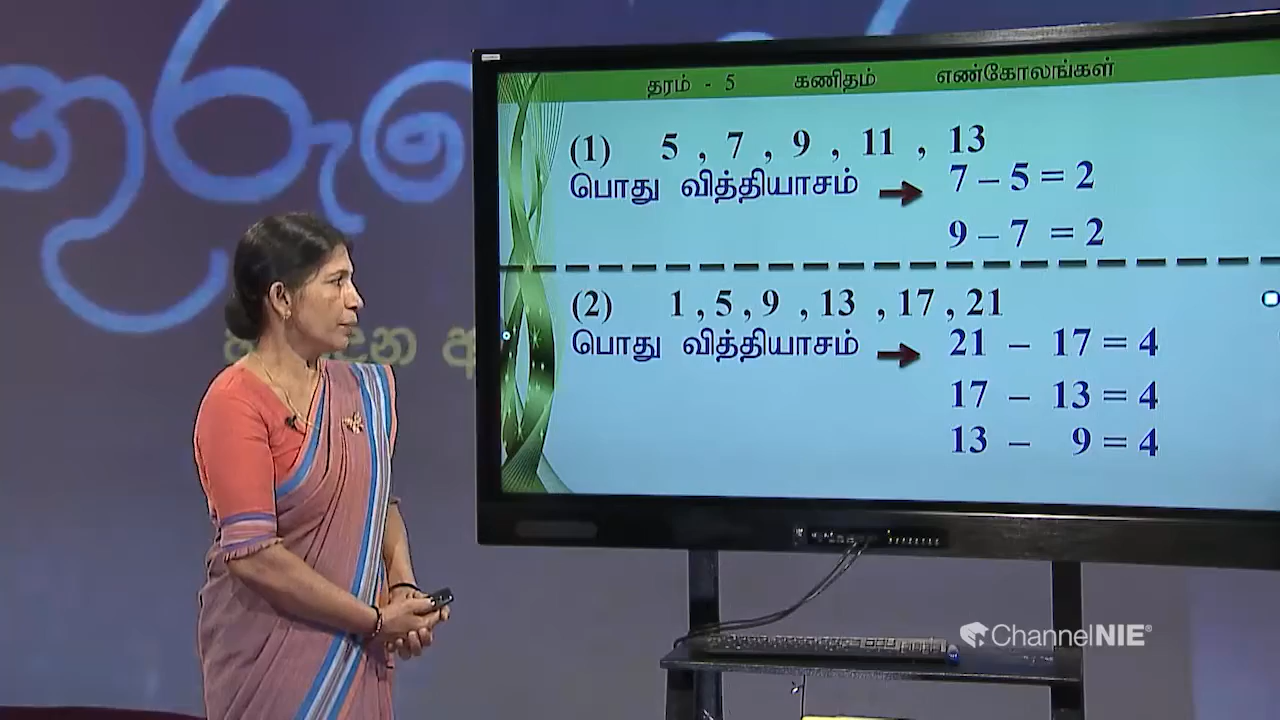 தரம் - 5 கணிதம் எண்கோலங்கள்
(1) 5 , 7 , 9 , 11 , 13
பொது வித்தியாசம் → 7 – 5 = 2
9 – 7 = 2
(2) 1 , 5 , 9 , 13 , 17 , 21
பொது வித்தியாசம் → 21 – 17 = 4
17 – 13 = 4
13 – 9 = 4
ChannelNIE®